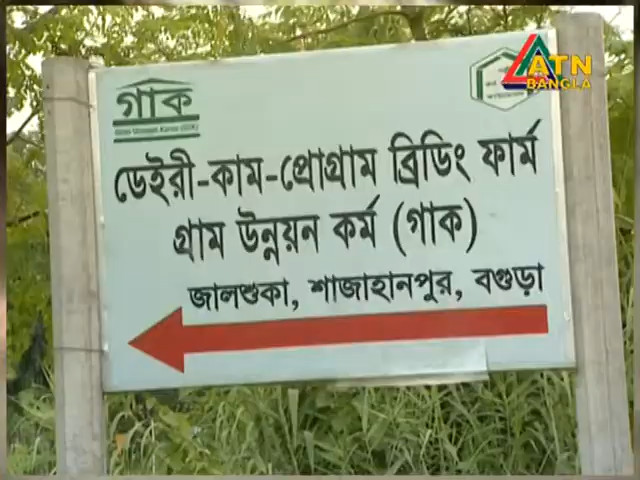 গাক
ATN
BANGLA
ডেইরী-কাম-প্রোগ্রাম ব্রিডিং ফার্ম
গ্রাম উন্নয়ন কর্ম (গাক)
জালশুকা, শাজাহানপুর, বগুড়া